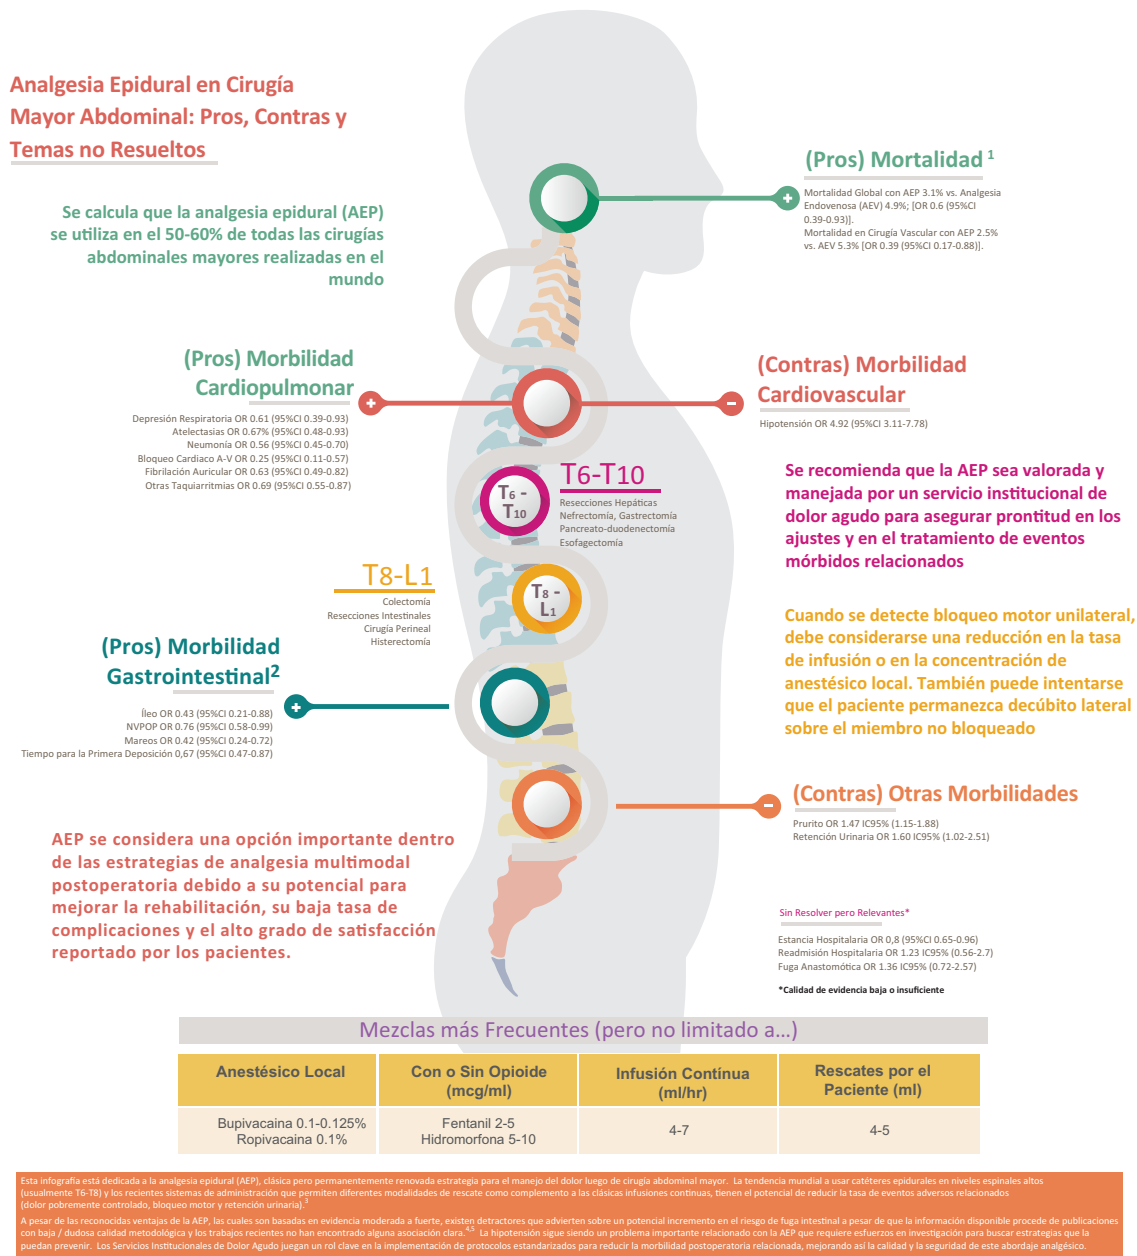 Analgesia Epidural en Cirugía
Mayor Abdominal: Pros, Contras y
Temas no Resueltos
Se calcula que la analgesia epidural (AEP)
se utiliza en el 50-60% de todas las cirugías
abdominales mayores realizadas en el
mundo
(Pros) Mortalidad 1
Mortalidad Global con AEP 3.1% vs. Analgesia
Endovenosa (AEV) 4.9%; [OR 0.6 (95%CI
0.39-0.93)].
Mortalidad en Cirugía Vascular con AEP 2.5%
vs. AEV 5.3% [OR 0.39 (95%CI 0.17-0.88)].
(Pros) Morbilidad
Cardiopulmonar
Depresión Respiratoria OR 0.61 (95%CI 0.39-0.93)
Atelectasias OR 0.67% (95%CI 0.48-0.93)
Neumonía OR 0.56 (95%CI 0.45-0.70)
Bloqueo Cardiaco A-V OR 0.25 (95%CI 0.11-0.57)
Fibrilación Auricular OR 0.63 (95%CI 0.49-0.82)
Otras Taquiarritmias OR 0.69 (95%CI 0.55-0.87)
(Contras) Morbilidad
Cardiovascular
Hipotensión OR 4.92 (95%CI 3.11-7.78)
T6 -
T10
T6-T10
Resecciones Hepáticas
Nefrectomía, Gastrectomía
Pancreato-duodenectomía
Esofagectomía
Se recomienda que la AEP sea valorada y
manejada por un servicio institucional de
dolor agudo para asegurar prontitud en los
ajustes y en el tratamiento de eventos
mórbidos relacionados
T8-L1
Colectomía
Resecciones Intestinales
Cirugía Perineal
Histerectomía
T8 -
L1
Cuando se detecte bloqueo motor unilateral,
debe considerarse una reducción en la tasa
de infusión o en la concentración de
anestésico local. También puede intentarse
que el paciente permanezca decúbito lateral
sobre el miembro no bloqueado
(Pros) Morbilidad
Gastrointestinal2
Íleo OR 0.43 (95%CI 0.21-0.88)
NVPOP OR 0.76 (95%CI 0.58-0.99)
Mareos OR 0.42 (95%CI 0.24-0.72)
Tiempo para la Primera Deposición 0,67 (95%CI 0.47-0.87)
(Contras) Otras Morbilidades
Prurito OR 1.47 IC95% (1.15-1.88)
Retención Urinaria OR 1.60 IC95% (1.02-2.51)
AEP se considera una opción importante dentro
de las estrategias de analgesia multimodal
postoperatoria debido a su potencial para
mejorar la rehabilitación, su baja tasa de
complicaciones y el alto grado de satisfacción
reportado por los pacientes.
Sin Resolver pero Relevantes*
Estancia Hospitalaria OR 0,8 (95%CI 0.65-0.96)
Readmisión Hospitalaria OR 1.23 IC95% (0.56-2.7)
Fuga Anastomótica OR 1.36 IC95% (0.72-2.57)
*Calidad de evidencia baja o insuficiente
Mezclas más Frecuentes (pero no limitado a...)
Anestésico Local
Con o Sin Opioide
(mcg/ml)
Infusión Contínua
(ml/hr)
Rescates por el
Paciente (ml)
Bupivacaina 0.1-0.125%
Ropivacaina 0.1%
Fentanil 2-5
Hidromorfona 5-10
4-7
4-5
Esta infografía está dedicada a la analgesia epidural (AEP), clásica pero permanentemente renovada estrategia para el manejo del dolor luego de cirugía abdominal mayor. La tendencia mundial a usar catéteres epidurales en niveles espinales altos
(usualmente T6-T8) y los recientes sistemas de administración que permiten diferentes modalidades de rescate como complemento a las clásicas infusiones continuas, tienen el potencial de reducir la tasa de eventos adversos relacionados
(dolor pobremente controlado, bloqueo motor y retención urinaria).3
A pesar de las reconocidas ventajas de la AEP, las cuales son basadas en evidencia moderada a fuerte, existen detractores que advierten sobre un potencial incremento en el riesgo de fuga intestinal a pesar de que la información disponible procede de publicaciones
con baja / dudosa calidad metodológica y los trabajos recientes no han encontrado alguna asociación clara.4,5 La hipotensión sigue siendo un problema importante relacionado con la AEP que requiere esfuerzos en investigación para buscar estrategias que la
puedan prevenir. Los Servicios Institucionales de Dolor Agudo juegan un rol clave en la implementación de protocolos estandarizados para reducir la morbilidad postoperatoria relacionada, mejorando así la calidad y la seguridad de este abordaje analgésico.